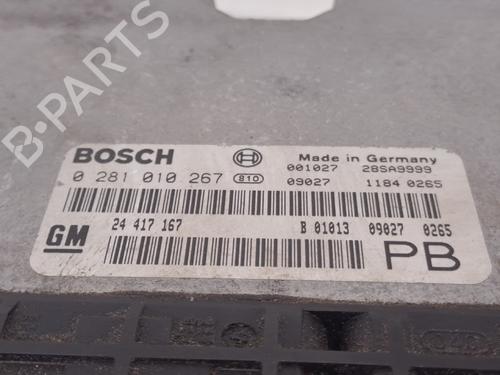 B-PARTS
BOSCH Made in Germany
001027 28SA9999
0 281 010 267 810 09027 1184 0265
24 417 167 B 01013 09027 0265
GM PB